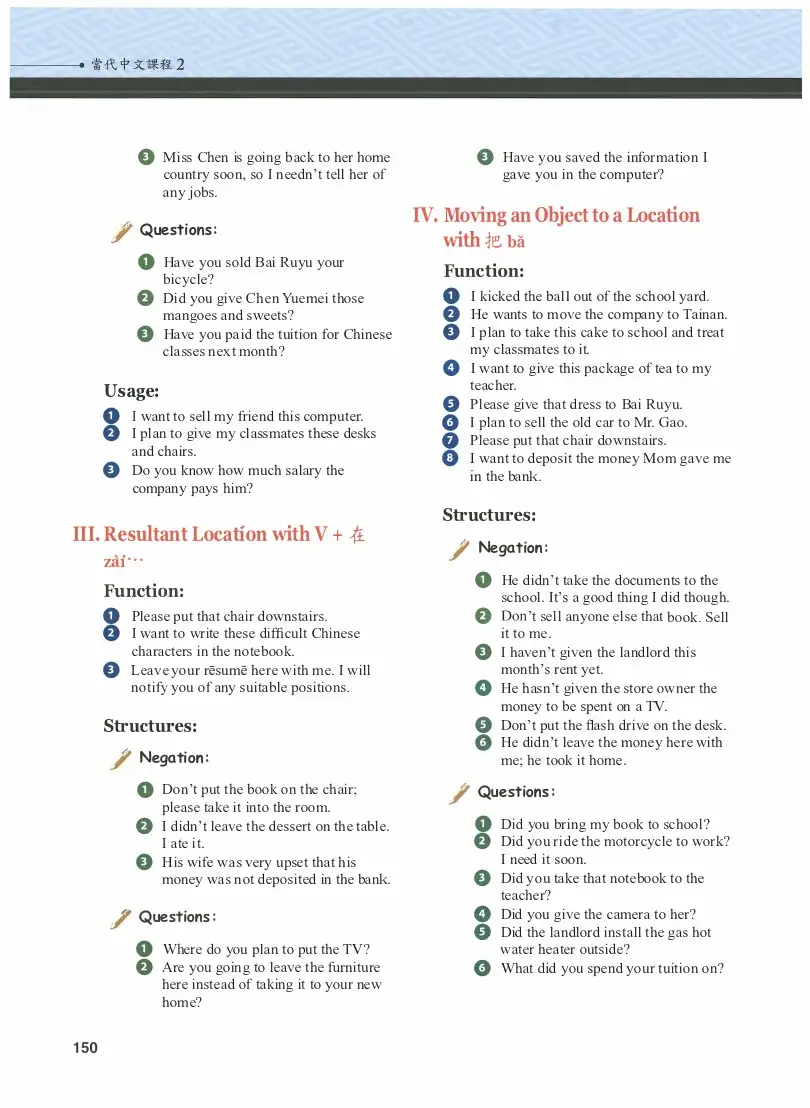 當代中文課程 2
3 Miss Chen is going back to her home
country soon, so I needn't tell her of
any jobs.
Questions:
1 Have you sold Bai Ruyu your
bicycle?
2 Did you give Chen Yuemei those
mangoes and sweets?
3 Have you paid the tuition for Chinese
classes next month?
Usage:
1 I want to sell my friend this computer.
2 I plan to give my classmates these desks
and chairs.
3 Do you know how much salary the
company pays him?
III. Resultant Location with V + 在
zài…
Function:
1 Please put that chair downstairs.
2 I want to write these difficult Chinese
characters in the notebook.
3 Leave your rēsumē here with me. I will
notify you of any suitable positions.
Structures:
Negation:
1 Don't put the book on the chair;
please take it into the room.
2 I didn't leave the dessert on the table.
I ate it.
3 His wife was very upset that his
money was not deposited in the bank.
Questions:
1 Where do you plan to put the TV?
2 Are you going to leave the furniture
here instead of taking it to your new
home?
3 Have you saved the information I
gave you in the computer?
IV. Moving an Object to a Location
with 把 bǎ
Function:
1 I kicked the ball out of the school yard.
2 He wants to move the company to Tainan.
3 I plan to take this cake to school and treat
my classmates to it.
4 I want to give this package of tea to my
teacher.
5 Please give that dress to Bai Ruyu.
6 I plan to sell the old car to Mr. Gao.
7 Please put that chair downstairs.
8 I want to deposit the money Mom gave me
in the bank.
Structures:
Negation:
1 He didn't take the documents to the
school. It's a good thing I did though.
2 Don't sell anyone else that book. Sell
it to me.
3 I haven't given the landlord this
month's rent yet.
4 He hasn't given the store owner the
money to be spent on a TV.
5 Don't put the flash drive on the desk.
6 He didn't leave the money here with
me; he took it home.
Questions:
1 Did you bring my book to school?
2 Did you ride the motorcycle to work?
I need it soon.
3 Did you take that notebook to the
teacher?
4 Did you give the camera to her?
5 Did the landlord install the gas hot
water heater outside?
6 What did you spend your tuition on?
150